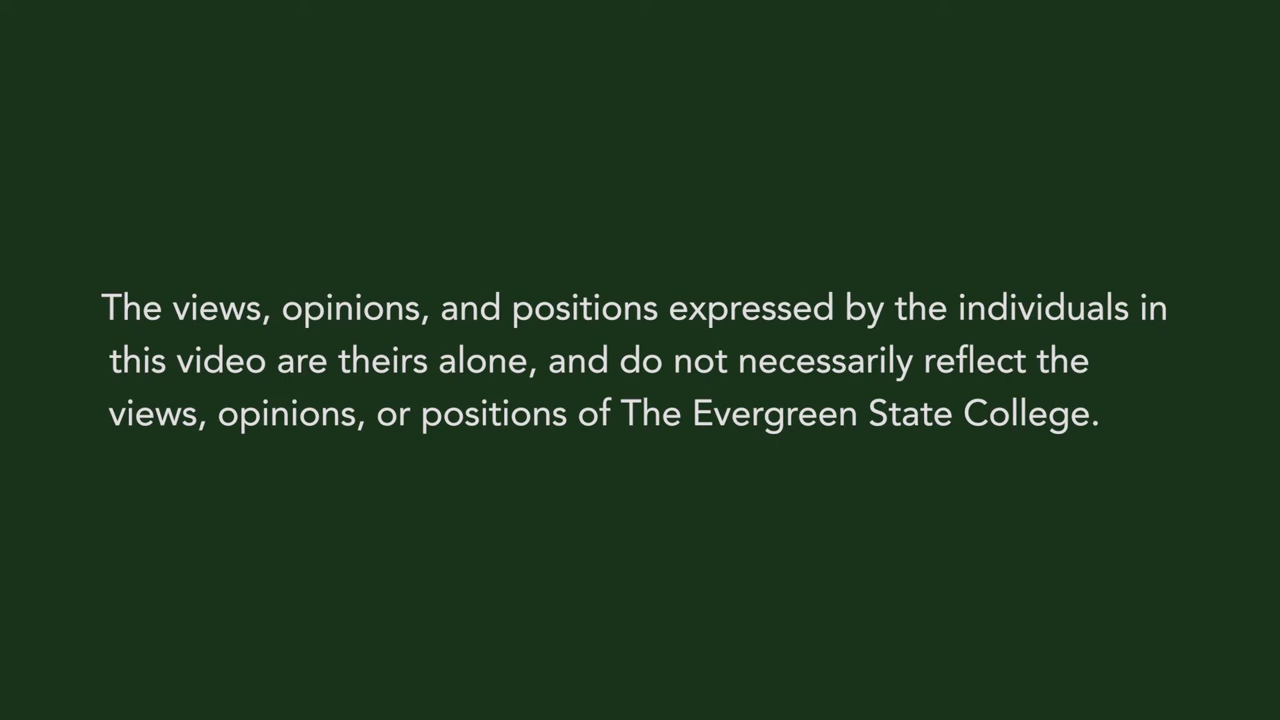 The views, opinions, and positions expressed by the individuals in
this video are theirs alone, and do not necessarily reflect the
views, opinions, or positions of The Evergreen State College.